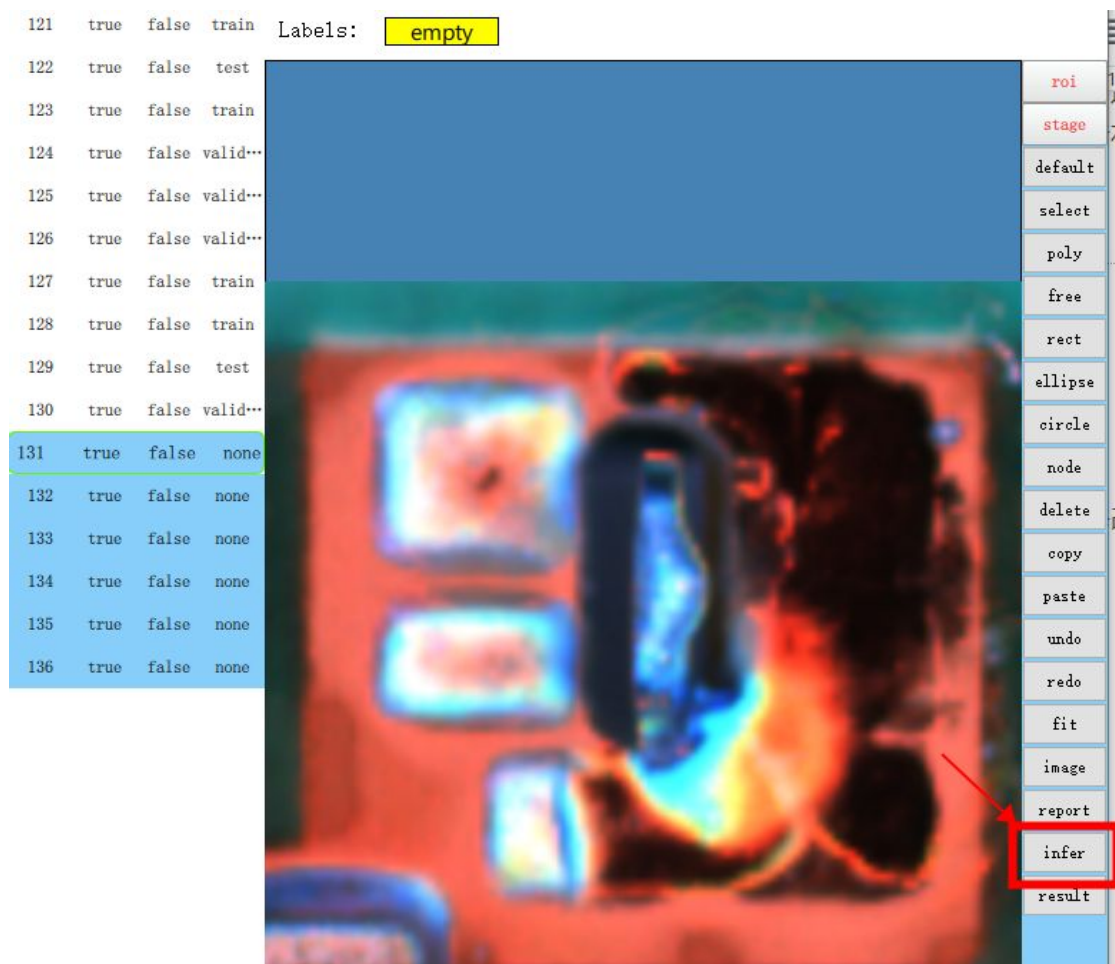 Labels: empty
121 true false train
122 true false test
123 true false train
124 true false valid···
125 true false valid···
126 true false valid···
127 true false train
128 true false train
129 true false test
130 true false valid···
131 true false none
132 true false none
133 true false none
134 true false none
135 true false none
136 true false none
roi
stage
default
select
poly
free
rect
ellipse
circle
node
delete
copy
paste
undo
redo
fit
image
report
infer
result